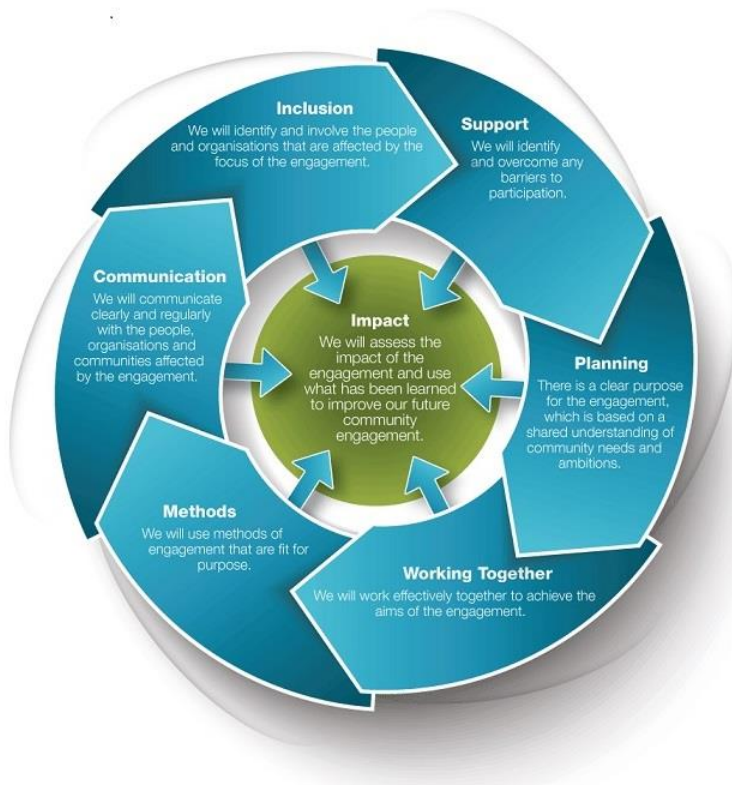 Inclusion
We will identify and involve the people
and organisations that are affected by the
focus of the engagement.
Support
We will identify
and overcome any
barriers to
participation.
Planning
There is a clear purpose
for the engagement,
which is based on a
shared understanding of
community needs and
ambitions.
Working Together
We will work effectively together to achieve the
aims of the engagement.
Methods
We will use methods of
engagement that are fit for
purpose.
Communication
We will communicate
clearly and regularly
with the people,
organisations and
communities affected
by the engagement.
Impact
We will assess the
impact of the
engagement and use
what has been learned
to improve our future
community
engagement.